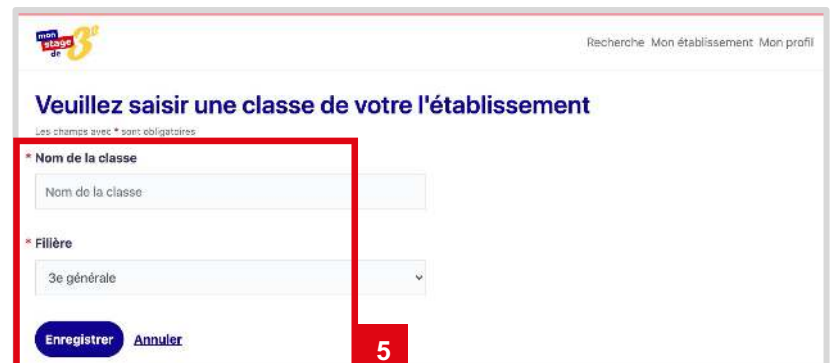 mon
stage
de 3e
Recherche Mon établissement Mon profil
Veuillez saisir une classe de votre l'établissement
Les champs avec * sont obligatoires
* Nom de la classe
Nom de la classe
* Filière
3e générale
Enregistrer Annuler
5